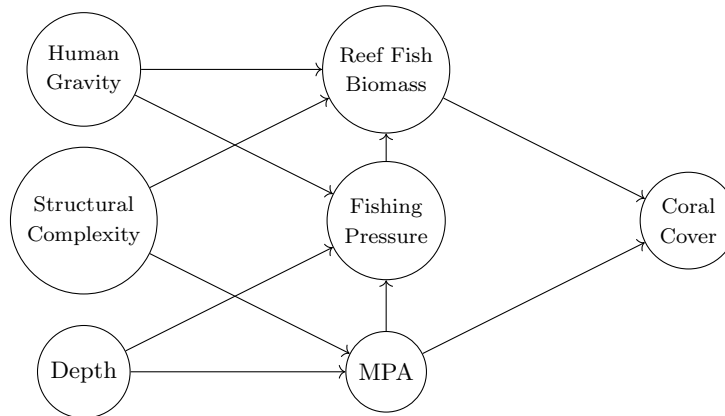 Human
Gravity
Reef Fish
Biomass
Structural
Complexity
Fishing
Pressure
Coral
Cover
Depth
MPA